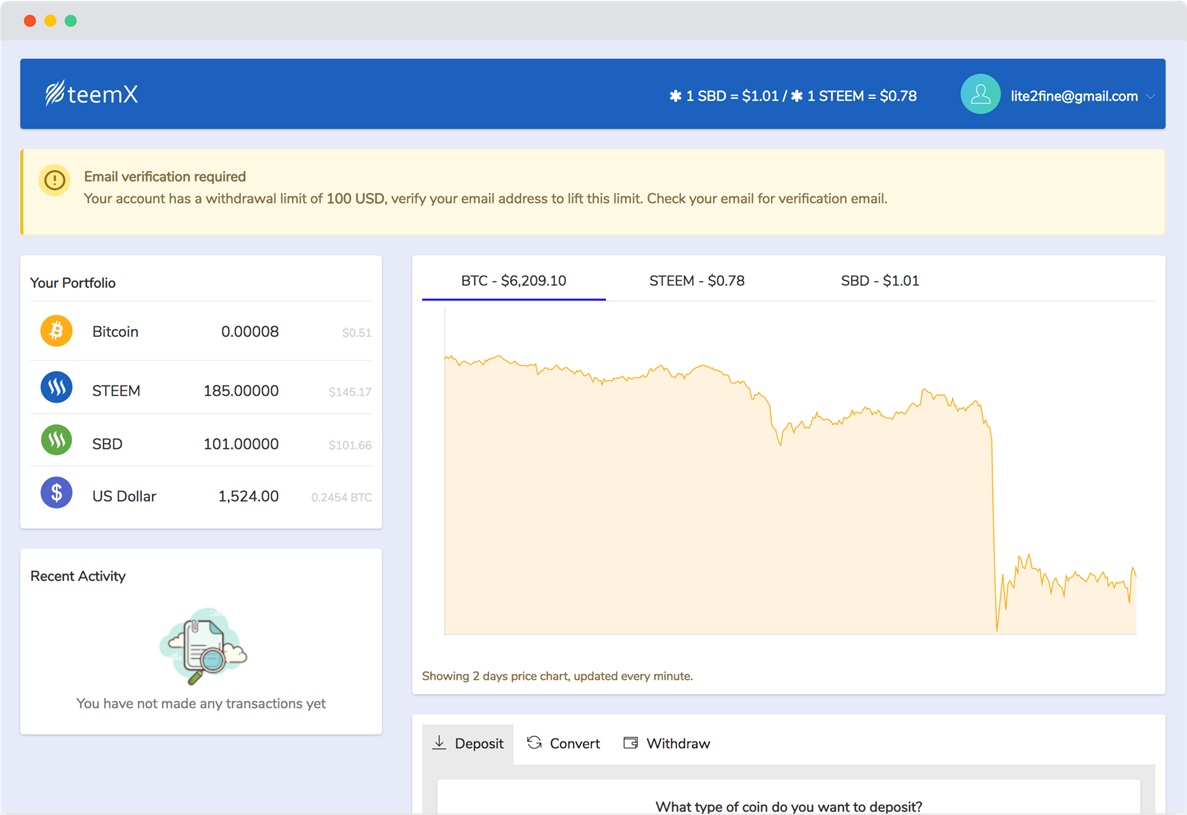 SteemX
✱ 1 SBD = $1.01 / ✱ 1 STEEM = $0.78
lite2fine@gmail.com
Email verification required
Your account has a withdrawal limit of 100 USD, verify your email address to lift this limit. Check your email for verification email.
Your Portfolio
Bitcoin 0.00008 $0.51
STEEM 185.00000 $145.17
SBD 101.00000 $101.66
US Dollar 1,524.00 0.2454 BTC
Recent Activity
You have not made any transactions yet
BTC - $6,209.10 STEEM - $0.78 SBD - $1.01
Showing 2 days price chart, updated every minute.
Deposit Convert Withdraw
What type of coin do you want to deposit?